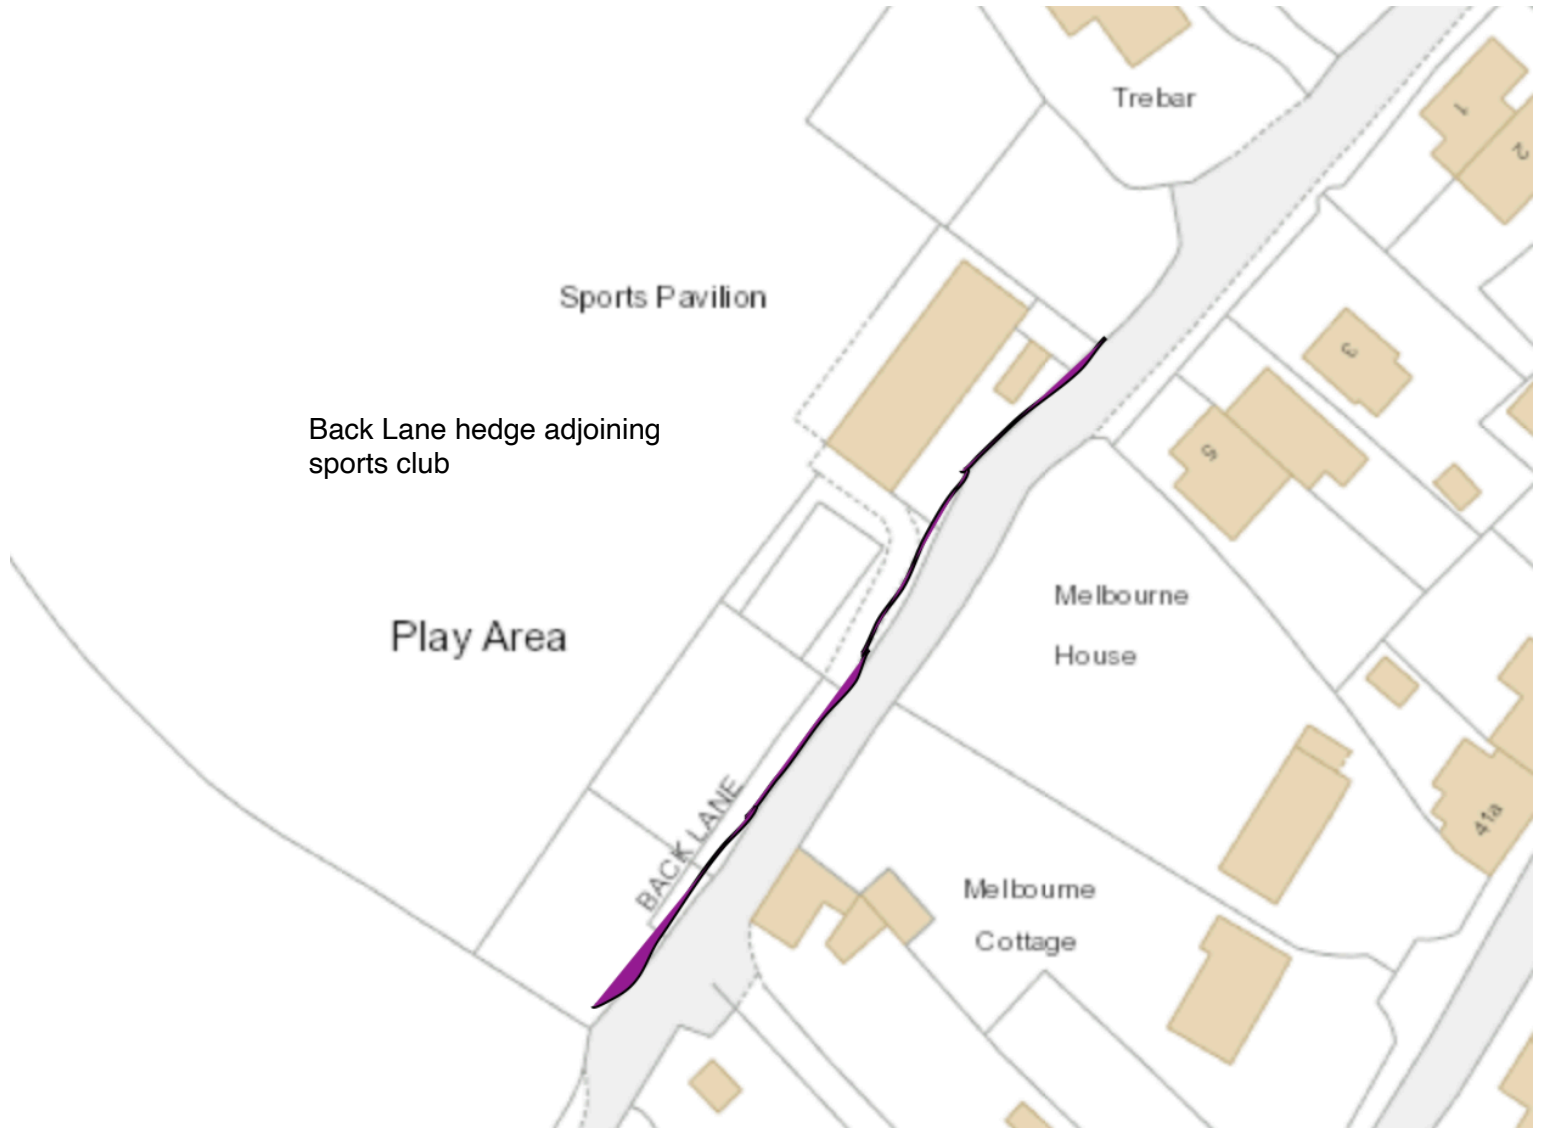 Trebar
1
2
Sports Pavilion
3
Back Lane hedge adjoining
sports club
5
Melbourne
House
Play Area
BACK LANE
41a
Melbourne
Cottage